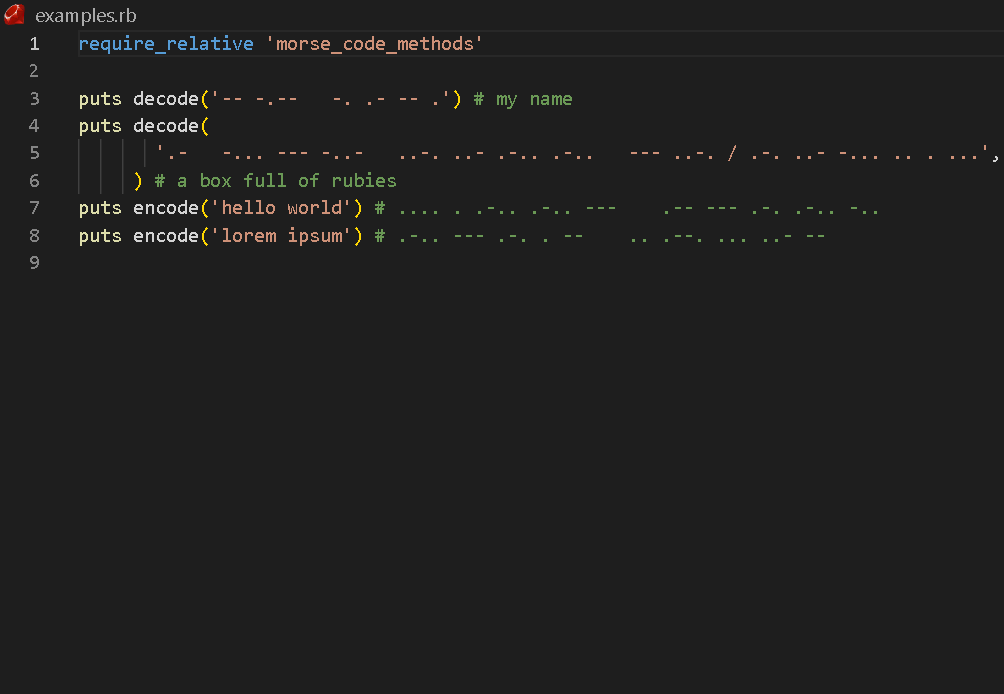 examples.rb
1 require_relative 'morse_code_methods'
2
3 puts decode('-- -.--   -. .- -- .') # my name
4 puts decode(
5 '.-   -... --- -..-   ..-. ..- .-.. .-..   --- ..-. / .-. ..- -... .. . ...',
6 ) # a box full of rubies
7 puts encode('hello world') # .... . .-.. .-.. ---    .-- --- .-. .-.. -..
8 puts encode('lorem ipsum') # .-.. --- .-. . --    .. .--. ... ..- --
9